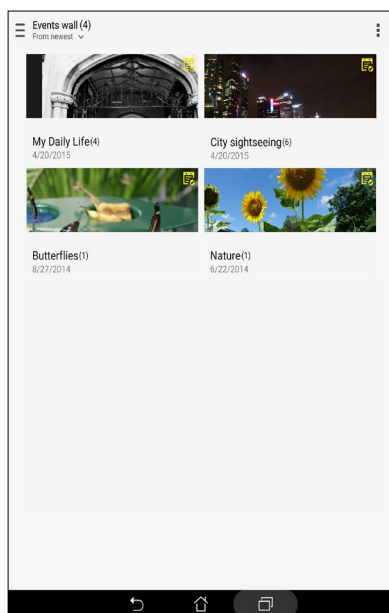 Events wall (4)
From newest
My Daily Life(4)
4/20/2015
City sightseeing(6)
4/20/2015
Butterflies(1)
8/27/2014
Nature(1)
6/22/2014